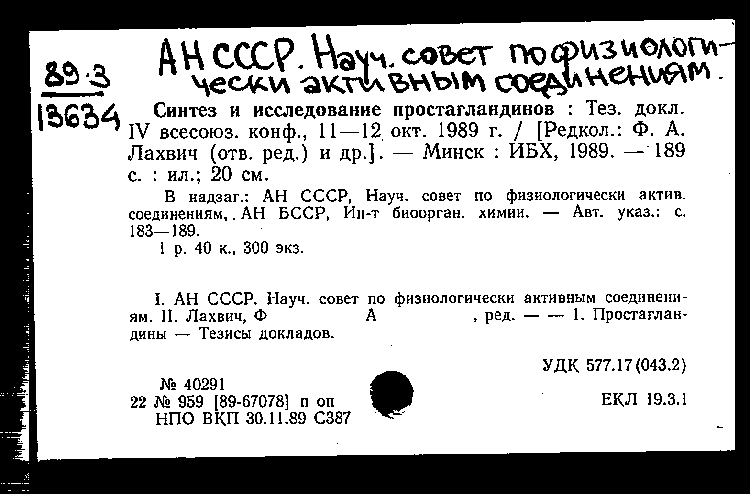 АН СССР. Науч. совет по физиологи-
чески активным соединениям.
89-3
13634
Синтез и исследование простагландинов : Тез. докл.
IV всесоюз. конф., 11—12 окт. 1989 г. / [Редкол.: Ф. А.
Лахвич (отв. ред.) и др.]. — Минск : ИБХ, 1989. — 189
с. : ил.; 20 см.
В надзаг.: АН СССР, Науч. совет по физиологически актив.
соединениям, . АН БССР, Ин-т биоорган. химии. — Авт. указ.: с.
183—189.
1 р. 40 к., 300 экз.
I. АН СССР. Науч. совет по физиологически активным соединени-
ям. II. Лахвич, Ф А , ред. — — 1. Простаглан-
дины — Тезисы докладов.
УДК 577.17(043.2)
№ 40291
22 № 959 [89-67078] п оп
ЕКЛ 19.3.1
НПО ВКП 30.11.89 С387